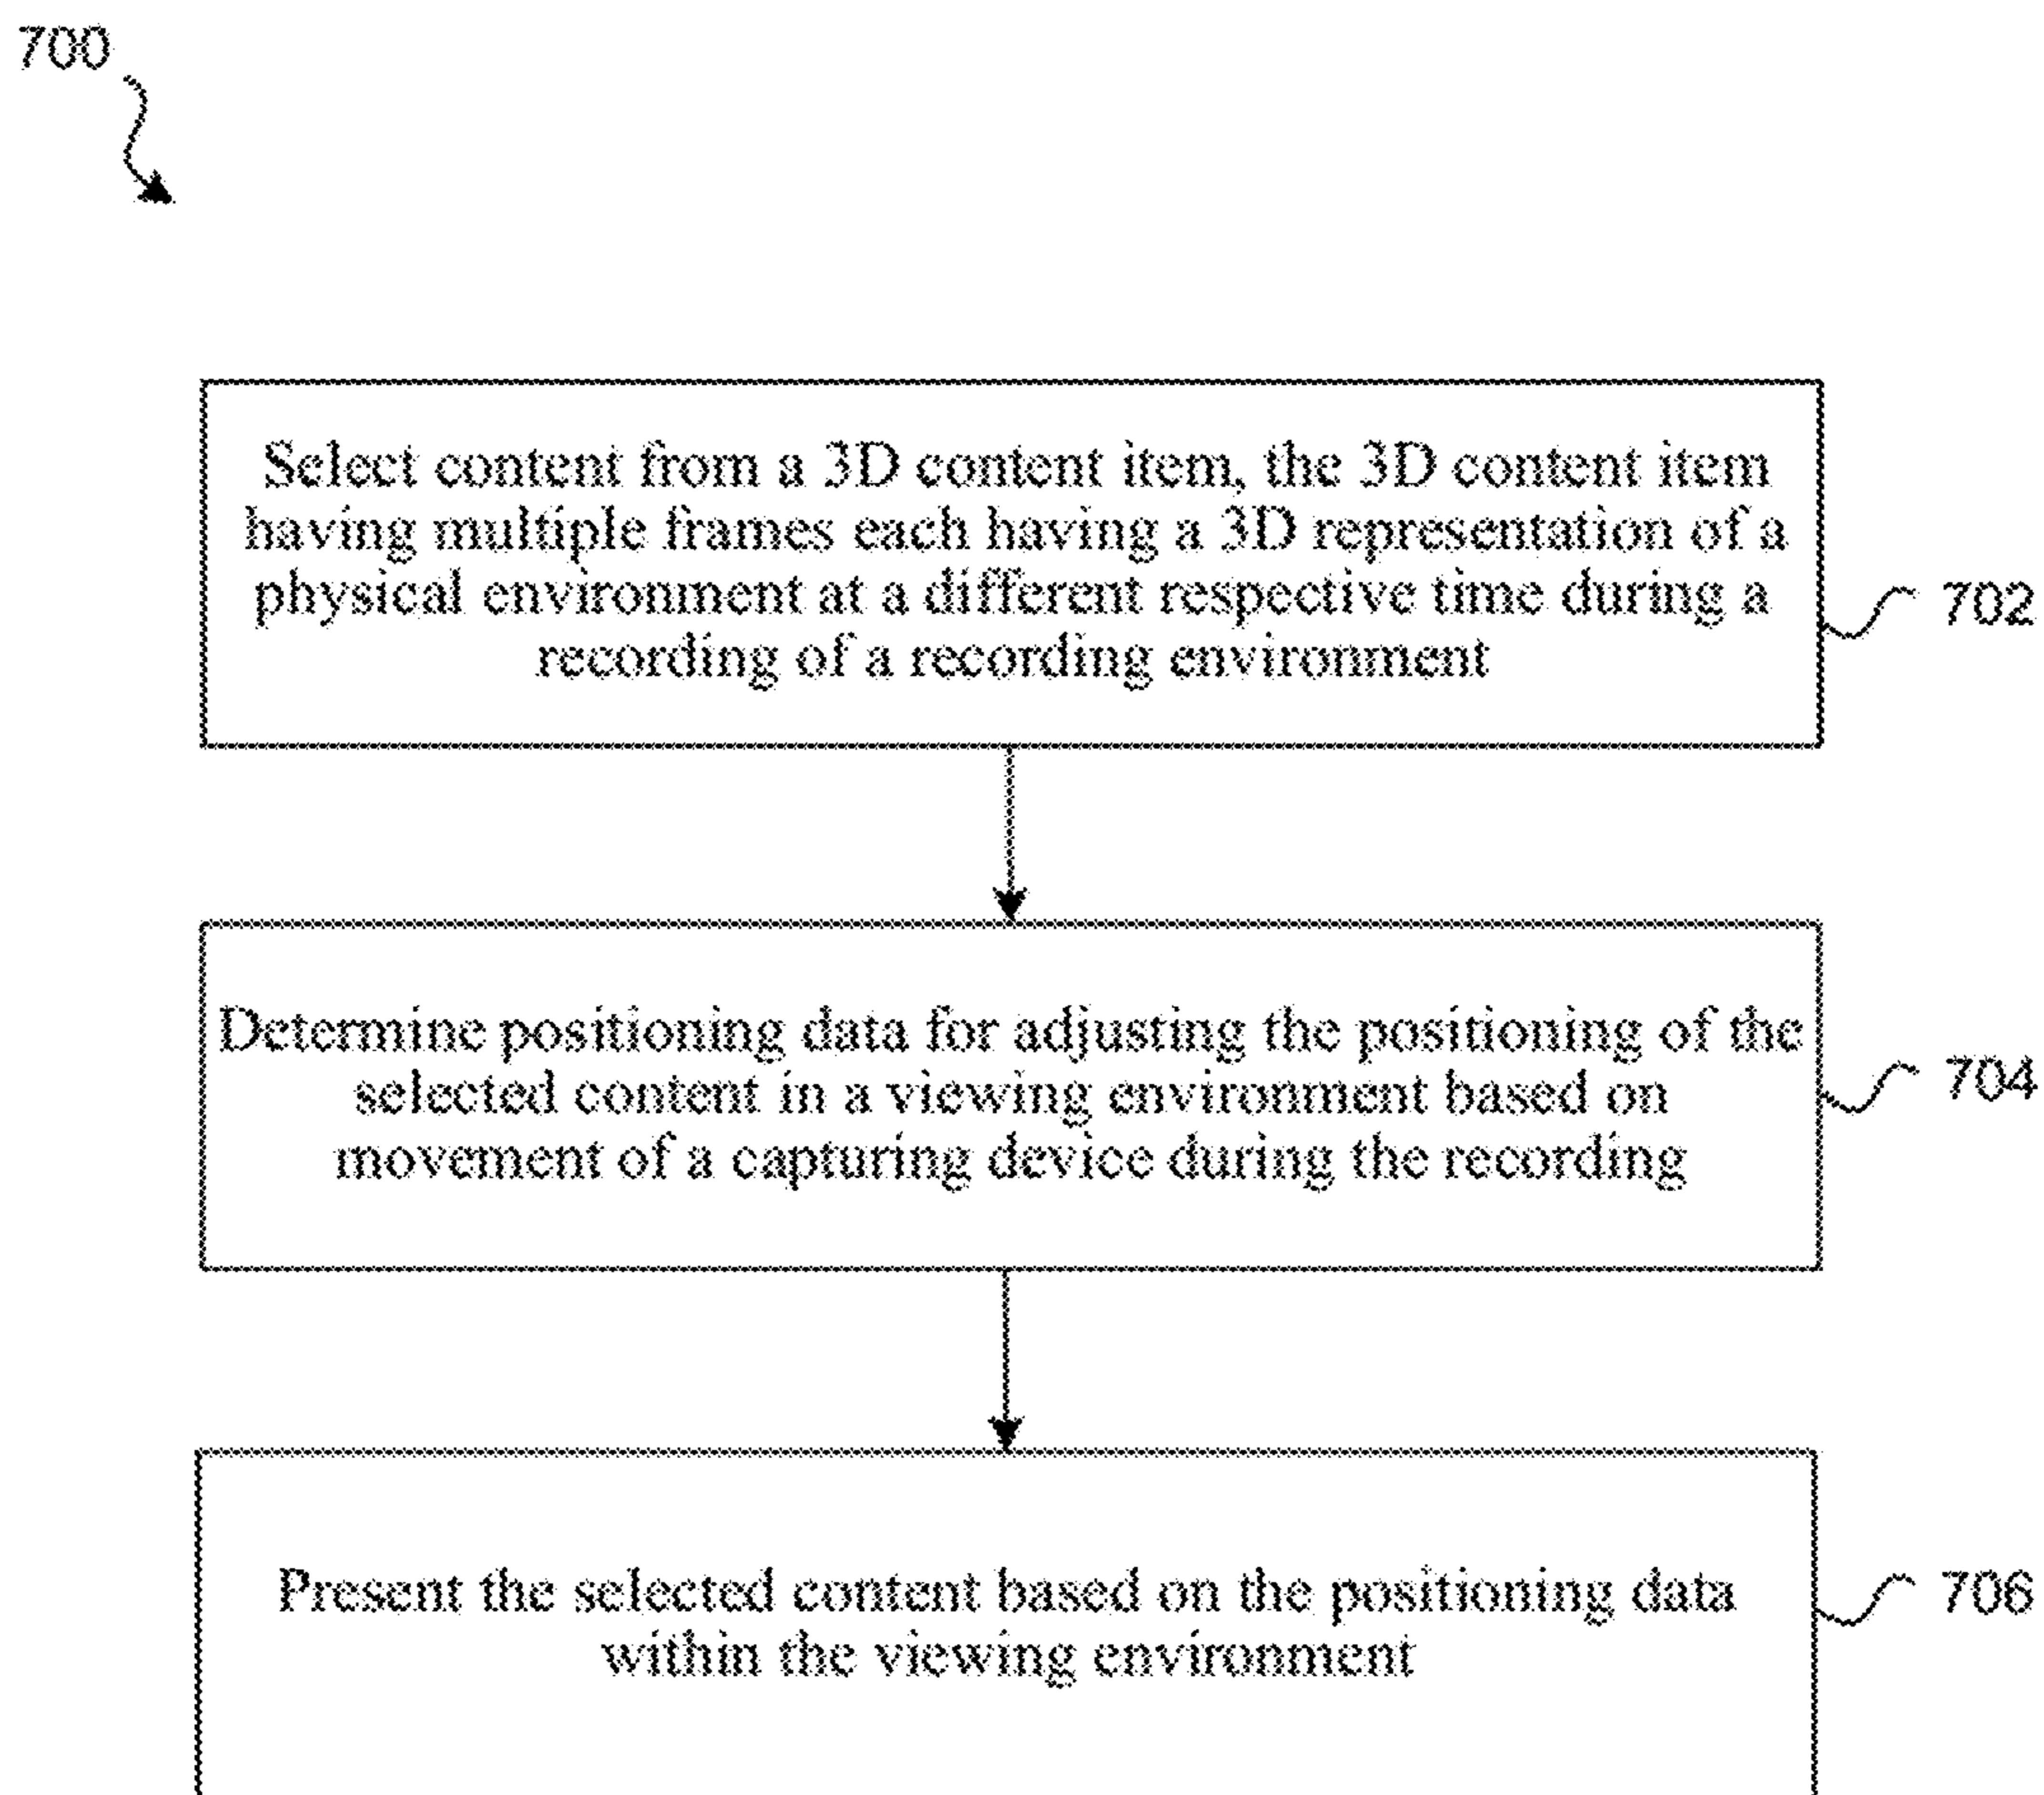 700
Select content from a 3D content item, the 3D content item
having multiple frames each having a 3D representation of a
physical environment at a different respective time during a
recording of a recording environment
702
Determine positioning data for adjusting the positioning of the
selected content in a viewing environment based on
movement of a capturing device during the recording
704
Present the selected content based on the positioning data
within the viewing environment
706